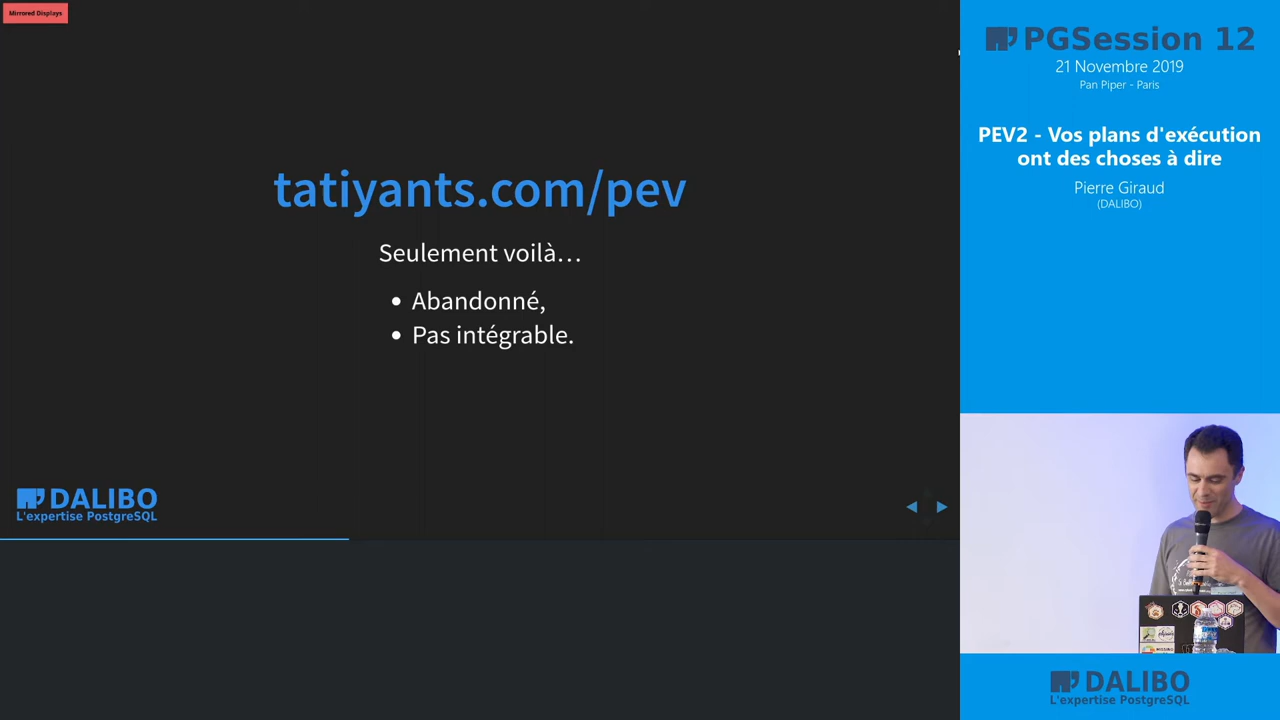 Mirrored Displays
tatiyants.com/pev
Seulement voilà…
Abandonné,
Pas intégrable.
DALIBO
L'expertise PostgreSQL
PGSession 12
21 Novembre 2019
Pan Piper - Paris
PEV2 - Vos plans d'exécution
ont des choses à dire
Pierre Giraud
(DALIBO)
DALIBO
L'expertise PostgreSQL